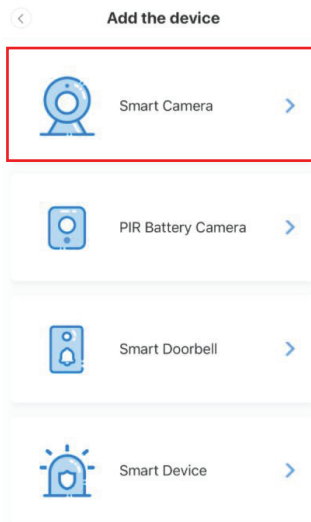 Add the device
Smart Camera
PIR Battery Camera
Smart Doorbell
Smart Device